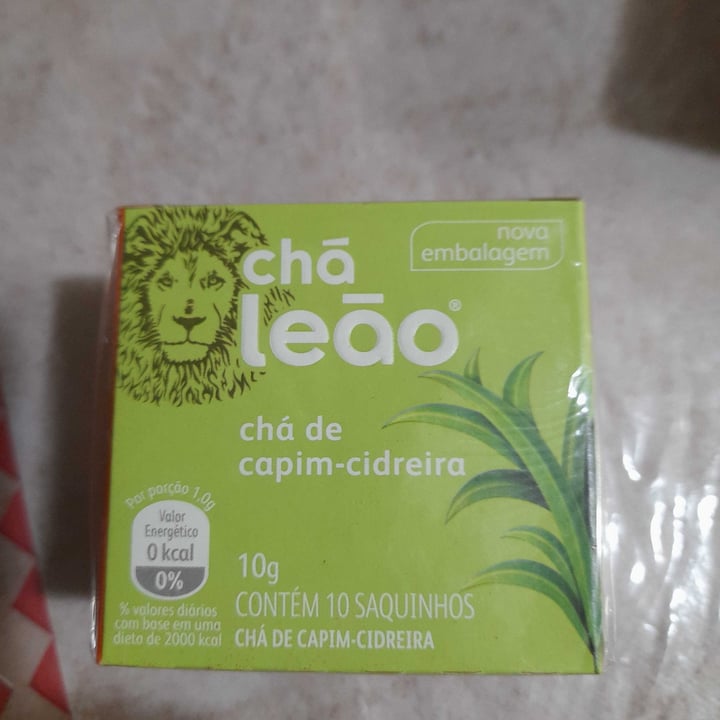 nova
embalagem
chá
leão®
chá de
capim-cidreira
Por porção 1,0g
Valor
Energético
0 kcal
0%
% valores diários
com base em uma
dieta de 2000 kcal
10g
CONTÉM 10 SAQUINHOS
CHÁ DE CAPIM-CIDREIRA